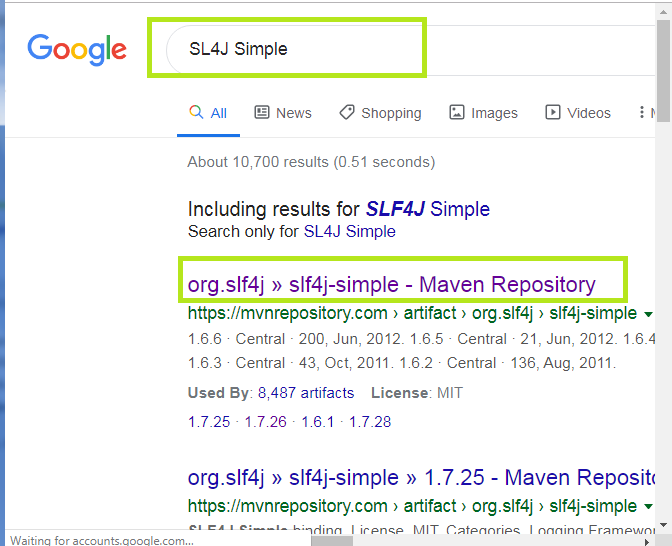 Google
SL4J Simple
All News Shopping Images Videos
About 10,700 results (0.51 seconds)
Including results for SLF4J Simple
Search only for SL4J Simple
org.slf4j » slf4j-simple - Maven Repository
https://mvnrepository.com › artifact › org.slf4j › slf4j-simple
1.6.6 · Central · 200, Jun, 2012. 1.6.5 · Central · 21, Jun, 2012. 1.6.4
1.6.3 · Central · 43, Oct, 2011. 1.6.2 · Central · 136, Aug, 2011.
Used By: 8,487 artifacts License: MIT
1.7.25 · 1.7.26 · 1.6.1 · 1.7.28
org.slf4j » slf4j-simple » 1.7.25 - Maven Reposit
https://mvnrepository.com › artifact › org.slf4j › slf4j-simple
SLF4J Simple binding. License, MIT. Categories, Logging Framewor
Waiting for accounts.google.com...